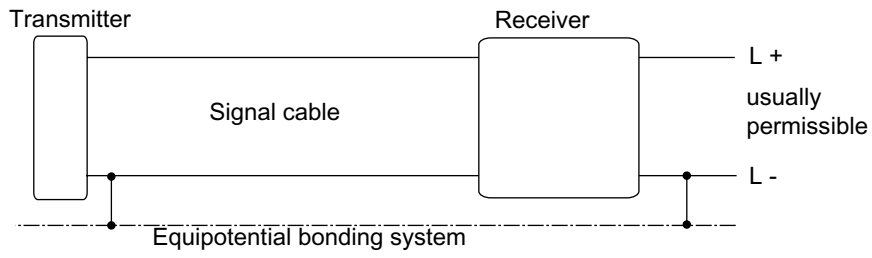 Transmitter
Receiver
L +
Signal cable
usually
permissible
L -
Equipotential bonding system